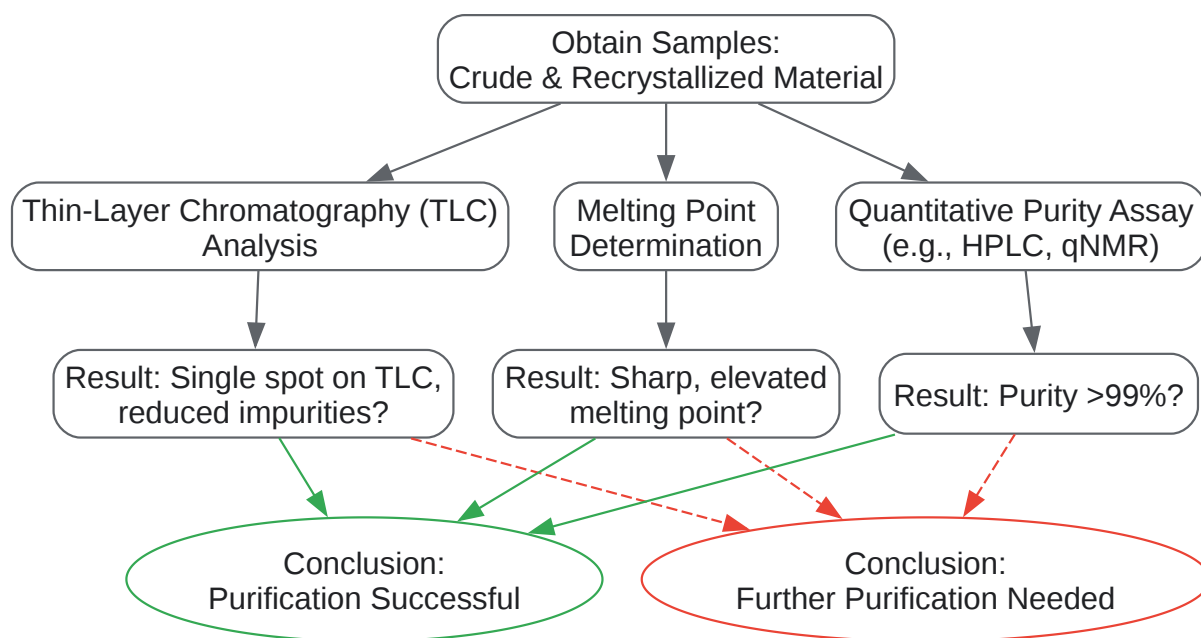 Obtain Samples:
Crude & Recrystallized Material
Thin-Layer Chromatography (TLC)
Analysis
Melting Point
Determination
Quantitative Purity Assay
(e.g., HPLC, qNMR)
Result: Single spot on TLC,
reduced impurities?
Result: Sharp, elevated
melting point?
Result: Purity >99%?
Conclusion:
Purification Successful
Conclusion:
Further Purification Needed